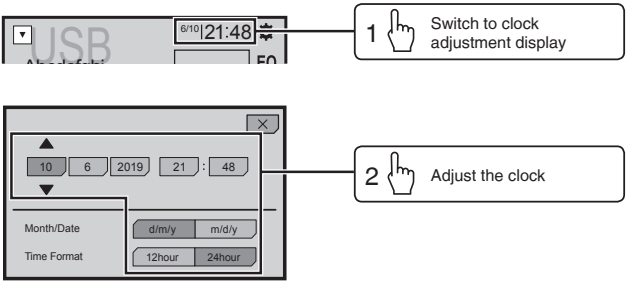 USB
6/10 21:48
1 Switch to clock
adjustment display
10 6 2019 21 : 48
2 Adjust the clock
Month/Date d/m/y m/d/y
Time Format 12hour 24hour